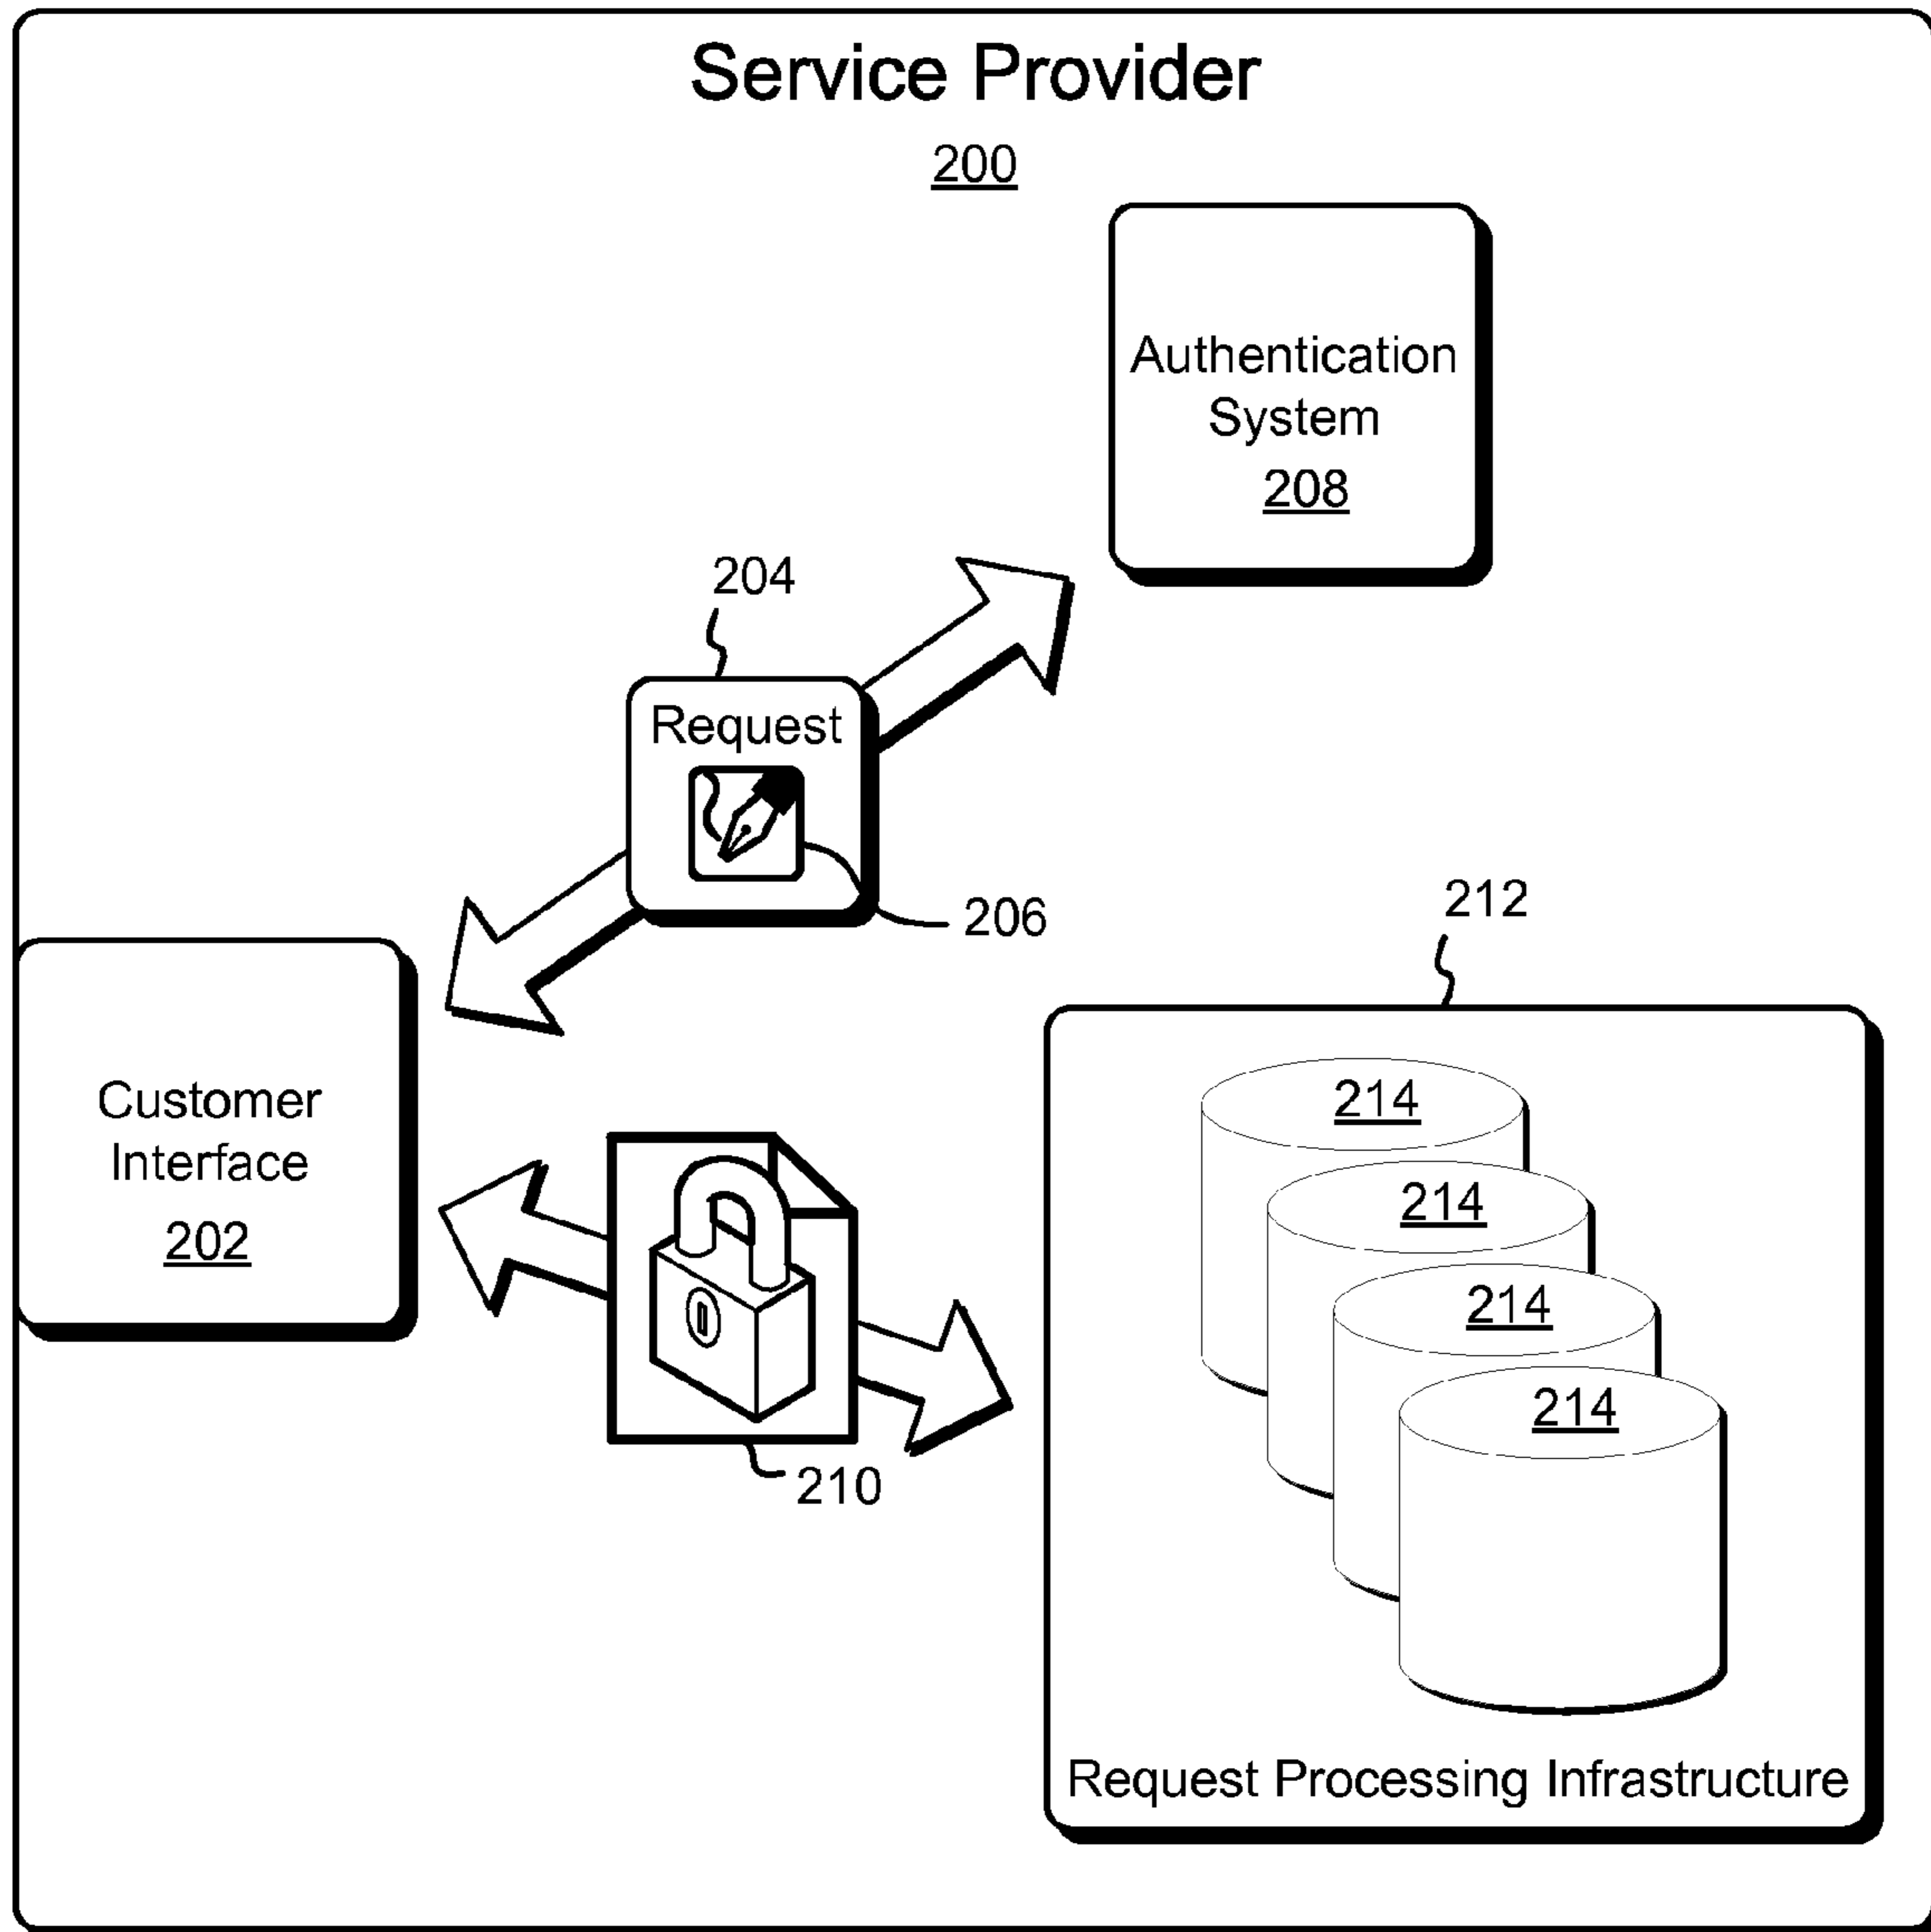 Service Provider
200
Authentication
System
208
204
Request
206
212
Customer
Interface
202
214
214
214
214
210
Request Processing Infrastructure